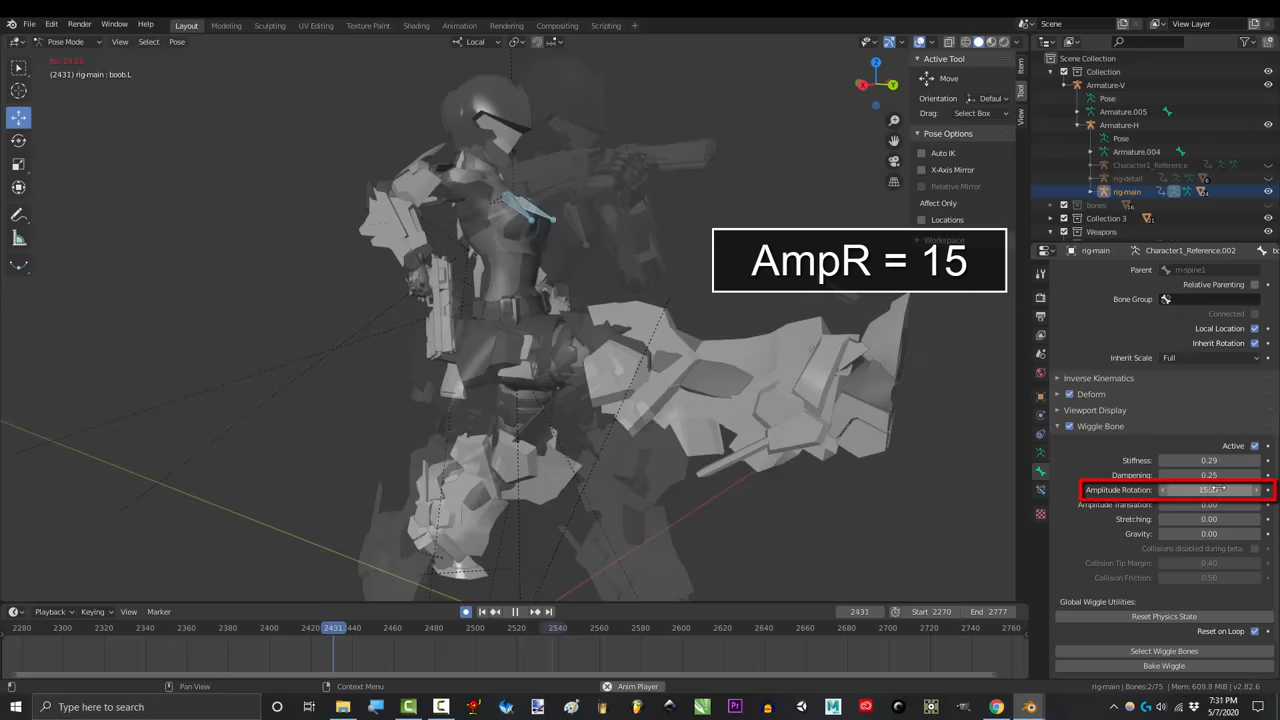 File Edit Render Window Help Layout Modeling Sculpting UV Editing Texture Paint Shading Animation Rendering Compositing Scripting + Scene View Layer
Pose Mode View Select Pose Local
(2431) rig-main : boob.L
X Y Z
Active Tool
Move
Orientation Defaul
Drag: Select Box
Pose Options
Auto IK
X-Axis Mirror
Relative Mirror
Affect Only
Locations
Workspace
Item
Tool
View
AmpR = 15
Scene Collection
Collection
Armature-V
Pose
Armature.005
Armature-H
Pose
Armature.004
Character1_Reference
rig-detail
rig-main
bones
Collection 3
Weapons
rig-main Character1_Reference.002
Parent m-spine1
Relative Parenting
Bone Group
Connected
Local Location
Inherit Rotation
Inherit Scale Full
Inverse Kinematics
Deform
Viewport Display
Wiggle Bone
Active
Stiffness: 0.29
Dampening: 0.25
Amplitude Rotation:
Amplitude Translation: 0.00
Stretching: 0.00
Gravity: 0.00
Collisions disabled during beta.
Collision Tip Margin: 0.40
Collision Friction: 0.50
Global Wiggle Utilities:
Reset Physics State
Reset on Loop
Select Wiggle Bones
Bake Wiggle
Playback Keying View Marker 2431 Start 2270 End 2777
2280 2300 2320 2340 2360 2380 2400 2431 2440 2460 2480 2500 2520 2540 2560 2580 2600 2620 2640 2660 2680 2700 2720 2740 2760
Pan View Context Menu Anim Player rig-main | Bones:2/75 | Mem: 609.8 MiB | v2.82.6
Type here to search
7:31 PM
5/7/2020